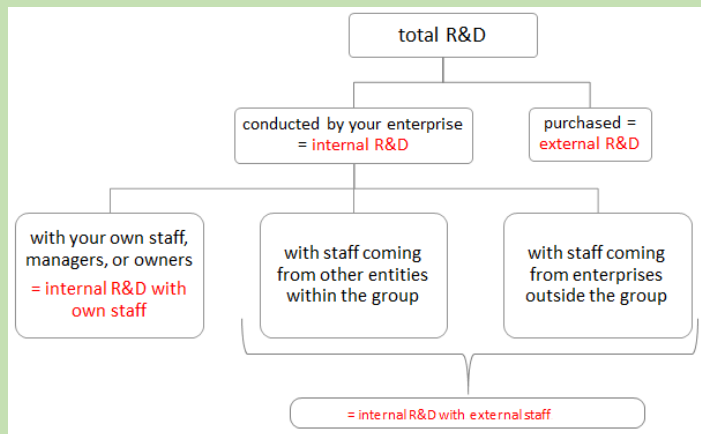 total R&D
conducted by your enterprise
= internal R&D
purchased =
external R&D
with your own staff,
managers, or owners
= internal R&D with
own staff
with staff coming
from other entities
within the group
with staff coming
from enterprises
outside the group
= internal R&D with external staff